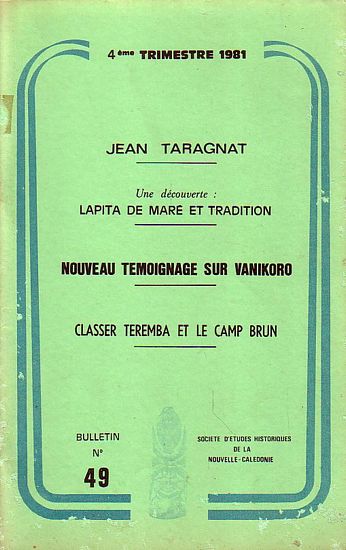 4ème TRIMESTRE 1981
JEAN TARAGNAT
Une découverte :
LAPITA DE MARÉ ET TRADITION
NOUVEAU TEMOIGNAGE SUR VANIKORO
CLASSER TEREMBA ET LE CAMP BRUN
BULLETIN
N°
49
SOCIETE D'ETUDES HISTORIQUES
DE LA
NOUVELLE-CALEDONIE